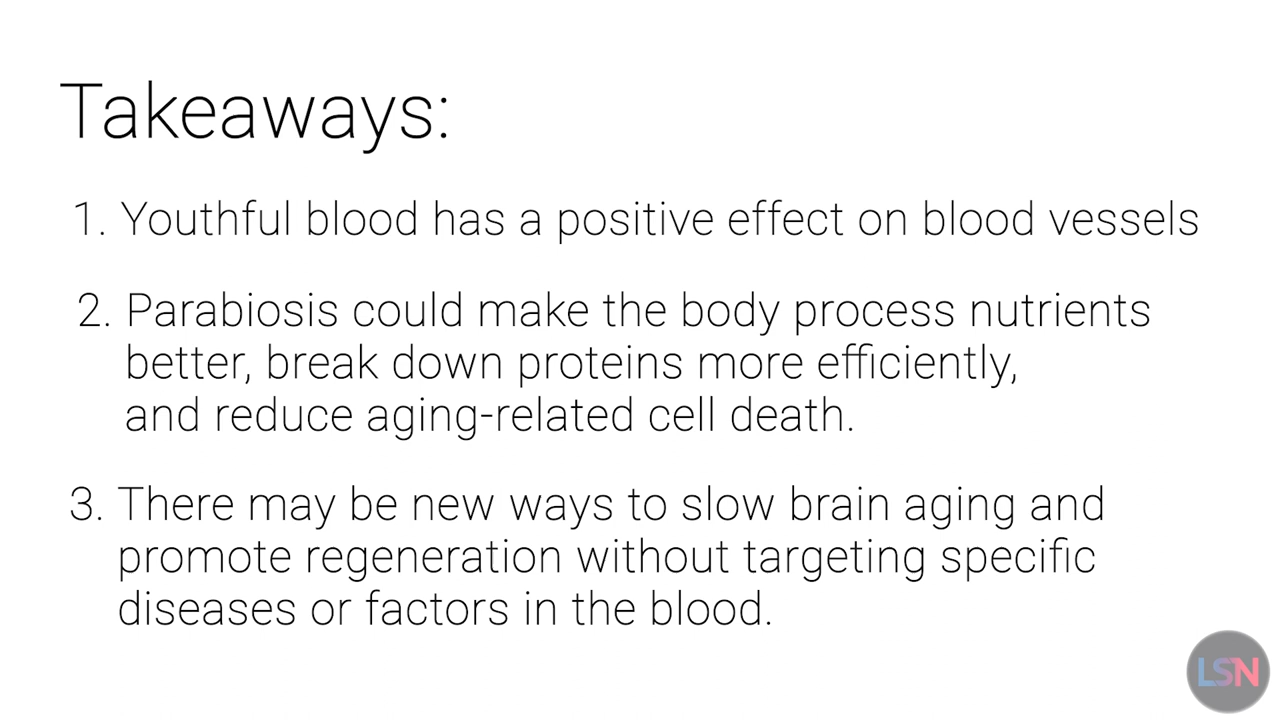 Takeaways:
1. Youthful blood has a positive effect on blood vessels
2. Parabiosis could make the body process nutrients
better, break down proteins more efficiently,
and reduce aging-related cell death.
3. There may be new ways to slow brain aging and
promote regeneration without targeting specific
diseases or factors in the blood.
LSN